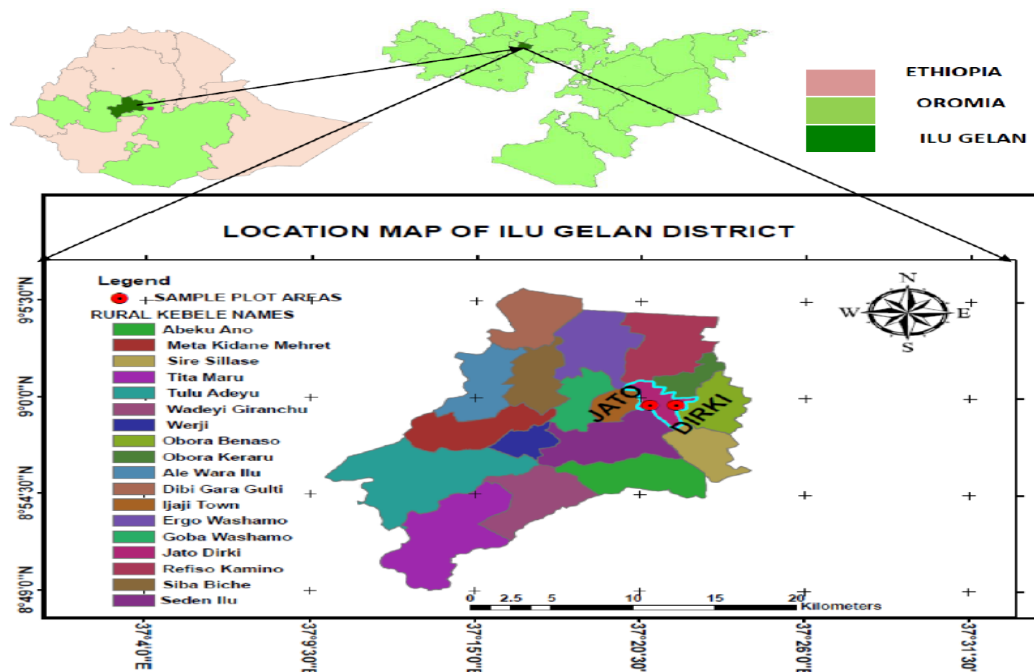 ETHIOPIA
OROMIA
ILU GELAN
LOCATION MAP OF ILU GELAN DISTRICT
Legend
SAMPLE PLOT AREAS
RURAL KEBELE NAMES
Abeku Ano
Meta Kidane Mehret
Sire Sillase
Tita Maru
Tulu Adeyu
Wadeyi Giranchu
Werji
Obora Benaso
Obora Keraru
Ale Wara Ilu
Dibi Gara Gulti
Ijaji Town
Ergo Washamo
Goba Washamo
Jato Dirki
Refiso Kamino
Siba Biche
Seden Ilu
N
W E
S
JATO
DIRKI
9°5'30"N
9°0'0"N
8°54'30"N
8°49'0"N
0 2.5 5 10 15 20
Kilometers
37°4'0"E
37°9'30"E
37°15'0"E
37°20'30"E
37°26'0"E
37°31'30"E